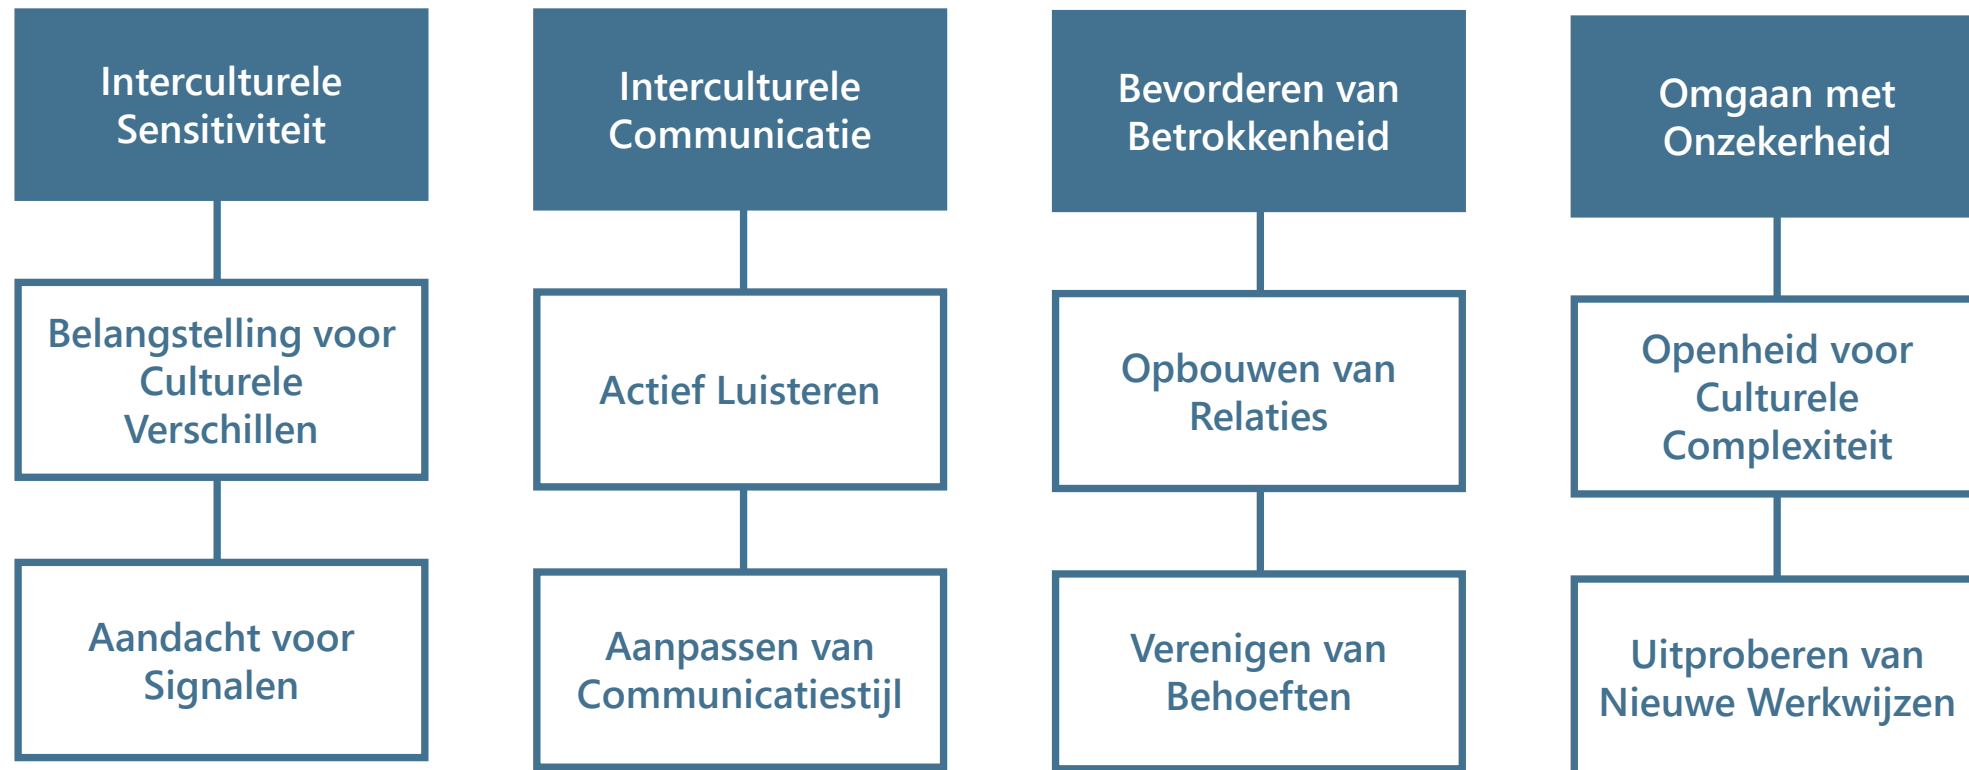 Interculturele
Sensitiviteit
Belangstelling voor
Culturele
Verschillen
Aandacht voor
Signalen
Interculturele
Communicatie
Actief Luisteren
Aanpassen van
Communicatiestijl
Bevorderen van
Betrokkenheid
Opbouwen van
Relaties
Verenigen van
Behoeften
Omgaan met
Onzekerheid
Openheid voor
Culturele
Complexiteit
Uitproberen van
Nieuwe Werkwijzen